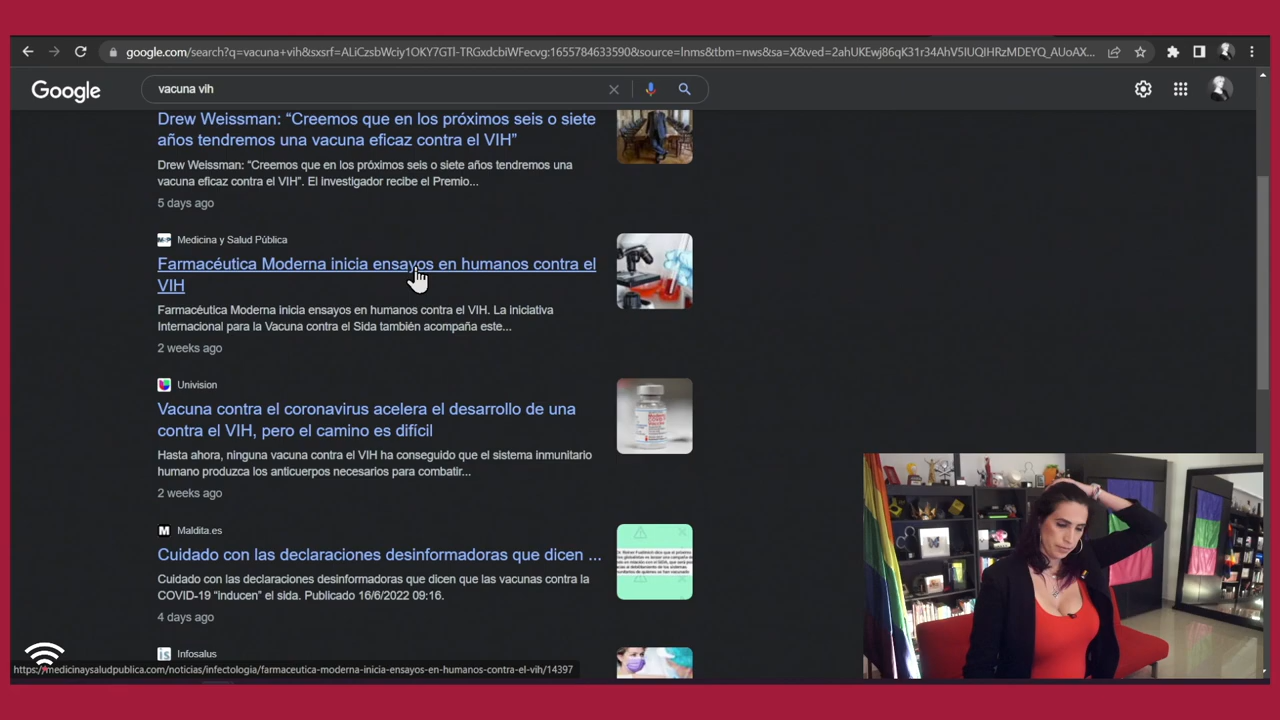 google.com/search?q=vacuna+vih&sxsrf=ALiCzsbWciy1OKY7GTl-TRGxdcbiWFecvg:1655784633590&source=lnms&tbm=nws&sa=X&ved=2ahUKEwj86qK31r34AhV5IUQIHRzMDEYQ_AUoAX...
Google
vacuna vih
Drew Weissman: “Creemos que en los próximos seis o siete
años tendremos una vacuna eficaz contra el VIH”
Drew Weissman: “Creemos que en los próximos seis o siete años tendremos una
vacuna eficaz contra el VIH”. El investigador recibe el Premio...
5 days ago
Medicina y Salud Pública
Farmacéutica Moderna inicia ensayos en humanos contra el
VIH
Farmacéutica Moderna inicia ensayos en humanos contra el VIH. La iniciativa
Internacional para la Vacuna contra el Sida también acompaña este...
2 weeks ago
Univision
Vacuna contra el coronavirus acelera el desarrollo de una
contra el VIH, pero el camino es difícil
Hasta ahora, ninguna vacuna contra el VIH ha conseguido que el sistema inmunitario
humano produzca los anticuerpos necesarios para combatir...
2 weeks ago
Maldita.es
Cuidado con las declaraciones desinformadoras que dicen ...
Cuidado con las declaraciones desinformadoras que dicen que las vacunas contra la
COVID-19 “inducen” el sida. Publicado 16/6/2022 09:16.
4 days ago
Infosalus
https://medicinaysaludpublica.com/noticias/infectologia/farmaceutica-moderna-inicia-ensayos-en-humanos-contra-el-vih/14397